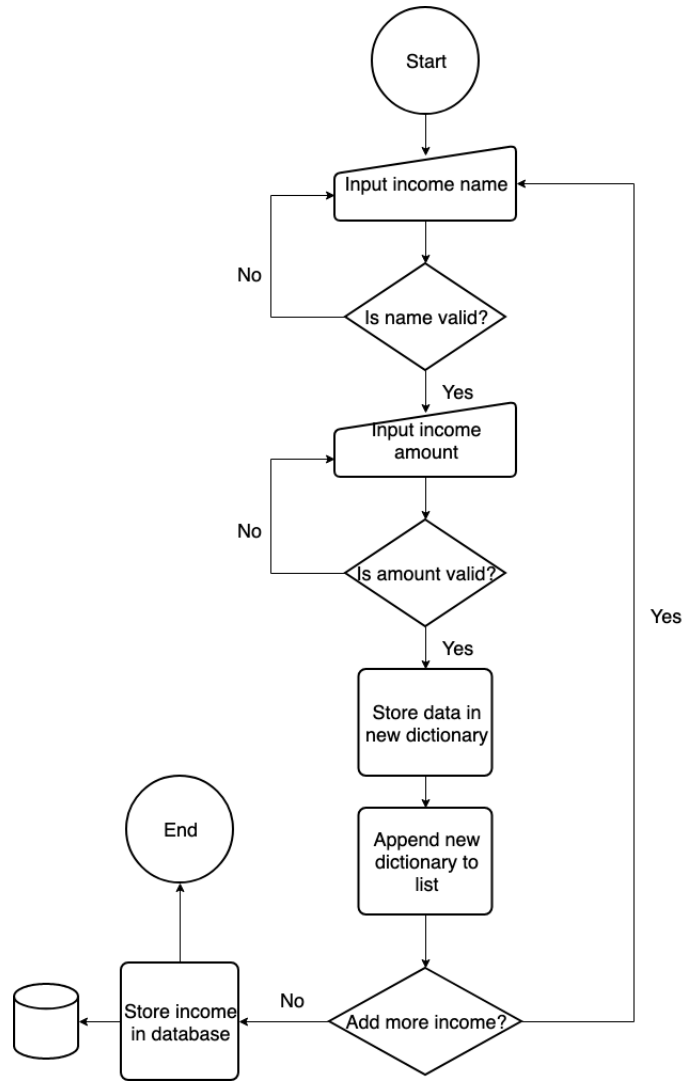 Start
Input income name
No
Is name valid?
Yes
Input income
amount
No
Is amount valid?
Yes
Yes
Store data in
new dictionary
End
Append new
dictionary to
list
No
Store income
in database
Add more income?